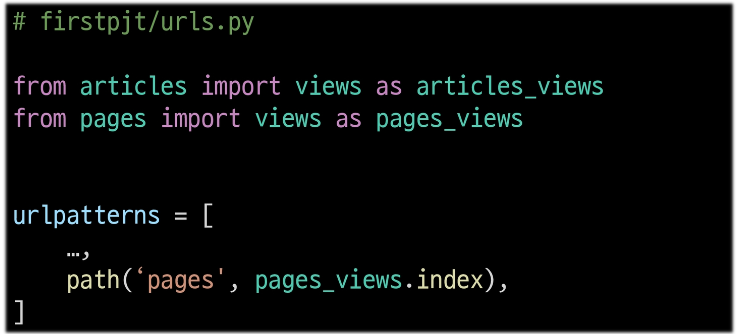 # firstpjt/urls.py
from articles import views as articles_views
from pages import views as pages_views
urlpatterns = [
    …,
    path(‘pages', pages_views.index),
]